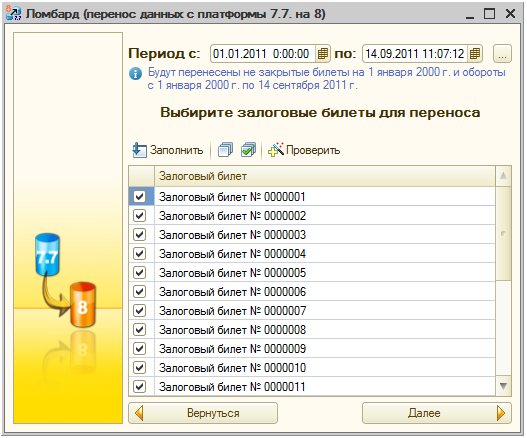 Ломбард (перенос данных с платформы 7.7. на 8)
Период с: 01.01.2011 0:00:00 по: 14.09.2011 11:07:12 ...
Будут перенесены не закрытые билеты на 1 января 2000 г. и обороты
с 1 января 2000 г. по 14 сентября 2011 г.
Выбирите залоговые билеты для переноса
Заполнить Проверить
Залоговый билет
Залоговый билет № 0000001
Залоговый билет № 0000002
Залоговый билет № 0000003
Залоговый билет № 0000004
Залоговый билет № 0000005
Залоговый билет № 0000006
Залоговый билет № 0000007
Залоговый билет № 0000008
Залоговый билет № 0000009
Залоговый билет № 0000010
Залоговый билет № 0000011
7.7
8
Вернуться Далее